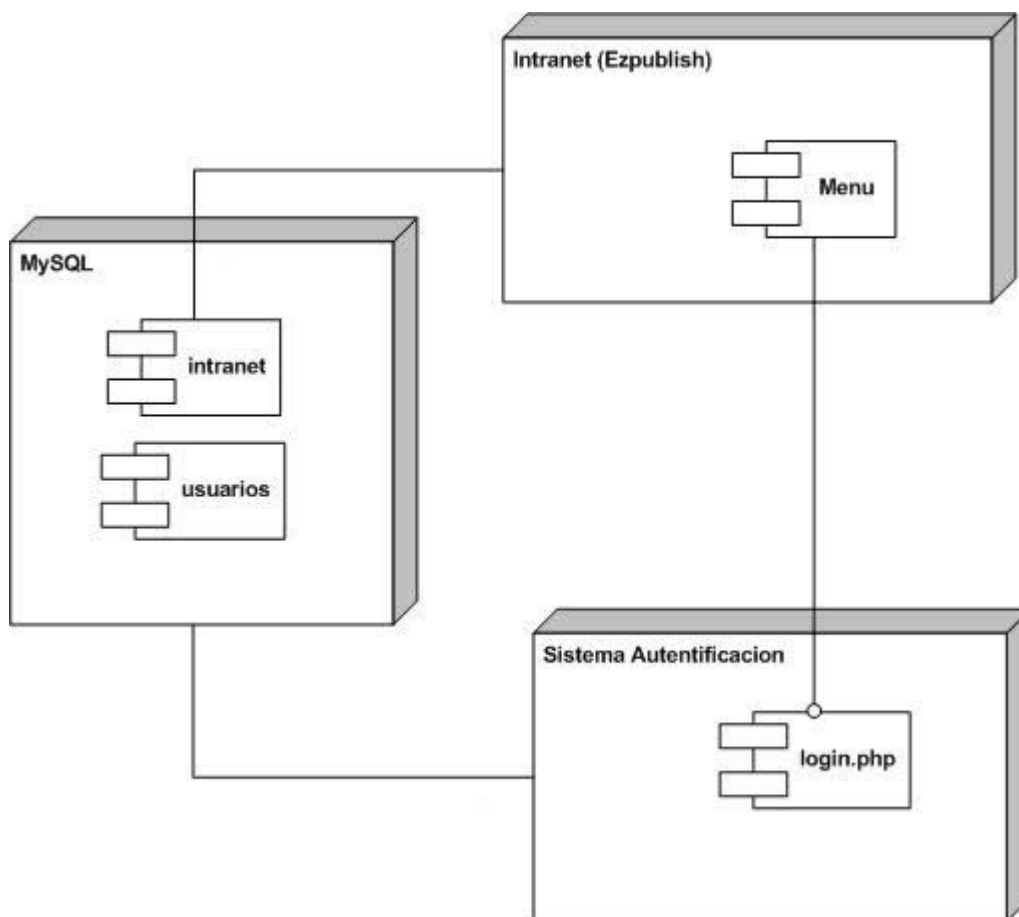 Intranet (Ezpublish)
Menu
MySQL
intranet
usuarios
Sistema Autentificacion
login.php